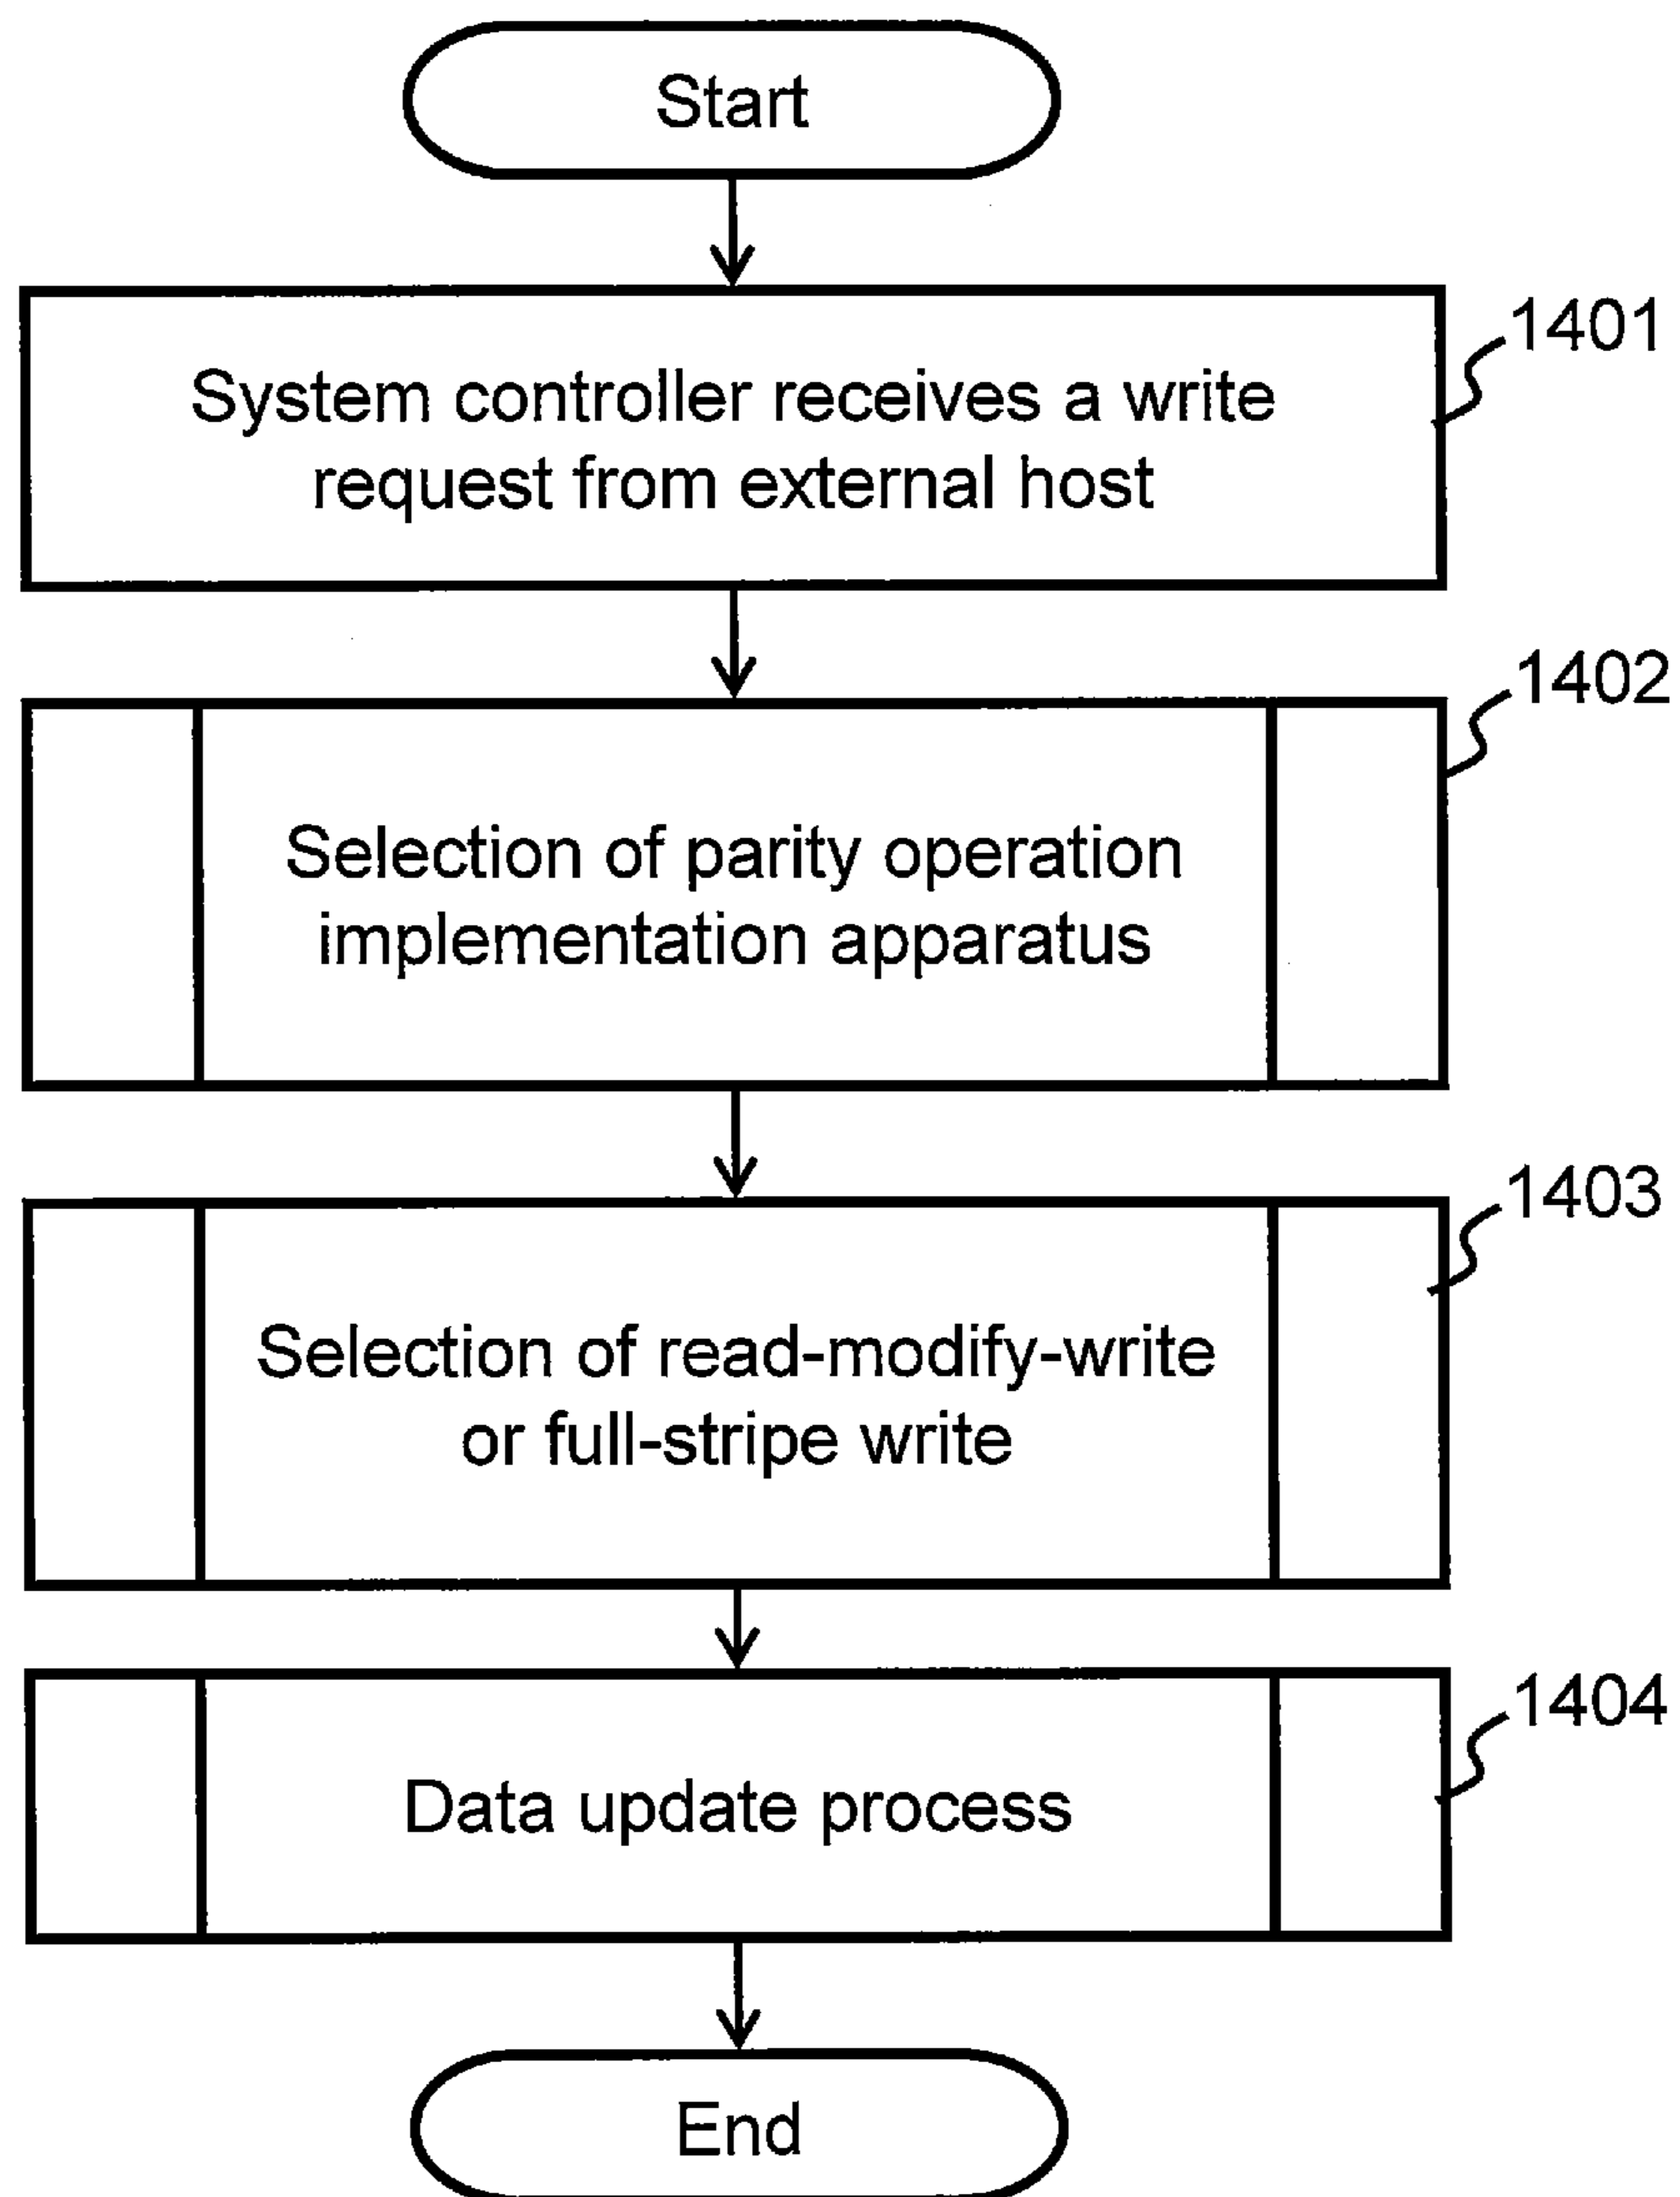 Start
1401
System controller receives a write
request from external host
1402
Selection of parity operation
implementation apparatus
1403
Selection of read-modify-write
or full-stripe write
1404
Data update process
End